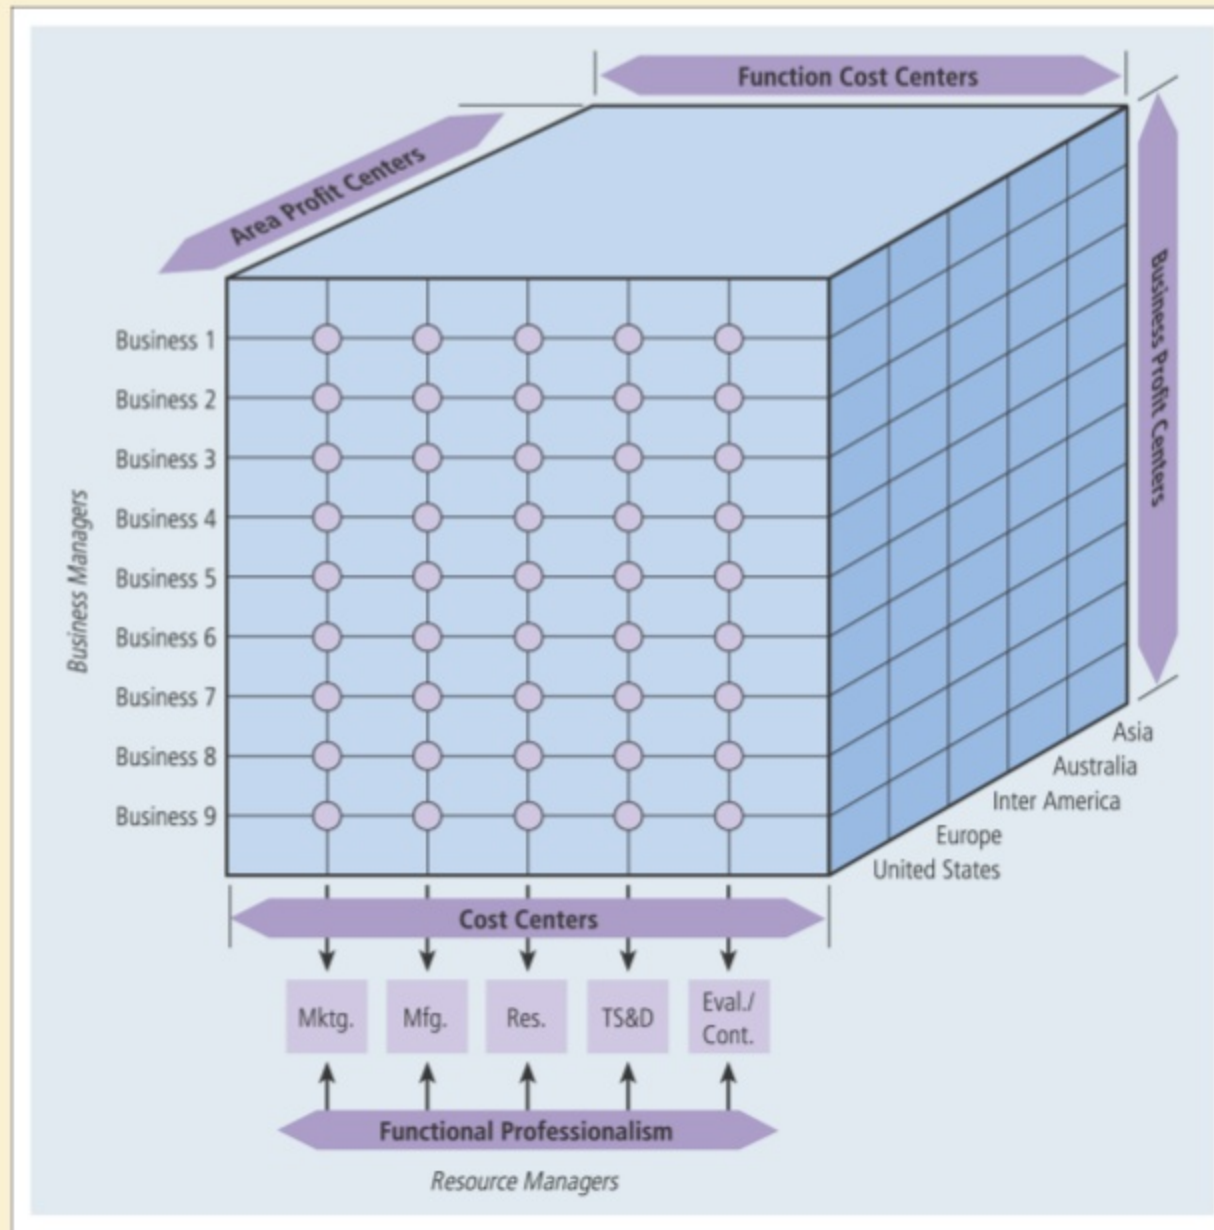 Function Cost Centers
Area Profit Centers
Business Profit Centers
Business Managers
Business 1
Business 2
Business 3
Business 4
Business 5
Business 6
Business 7
Business 8
Business 9
Asia
Australia
Inter America
Europe
United States
Cost Centers
Mktg.
Mfg.
Res.
TS&D
Eval./
Cont.
Functional Professionalism
Resource Managers